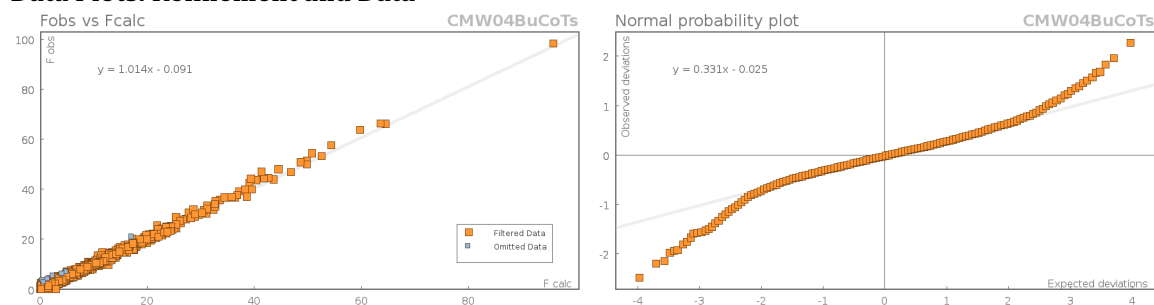 Data Plots: Refinement and Data
Fobs vs Fcalc CMW04BuCoTs
F obs
y = 1.014x - 0.091
100
80
60
40
20
0
Filtered Data
Omitted Data
F calc
0 20 40 60 80
Normal probability plot CMW04BuCoTs
Observed deviations
y = 0.331x - 0.025
2
1
0
-1
-2
Expected deviations
-4 -3 -2 -1 0 1 2 3 4